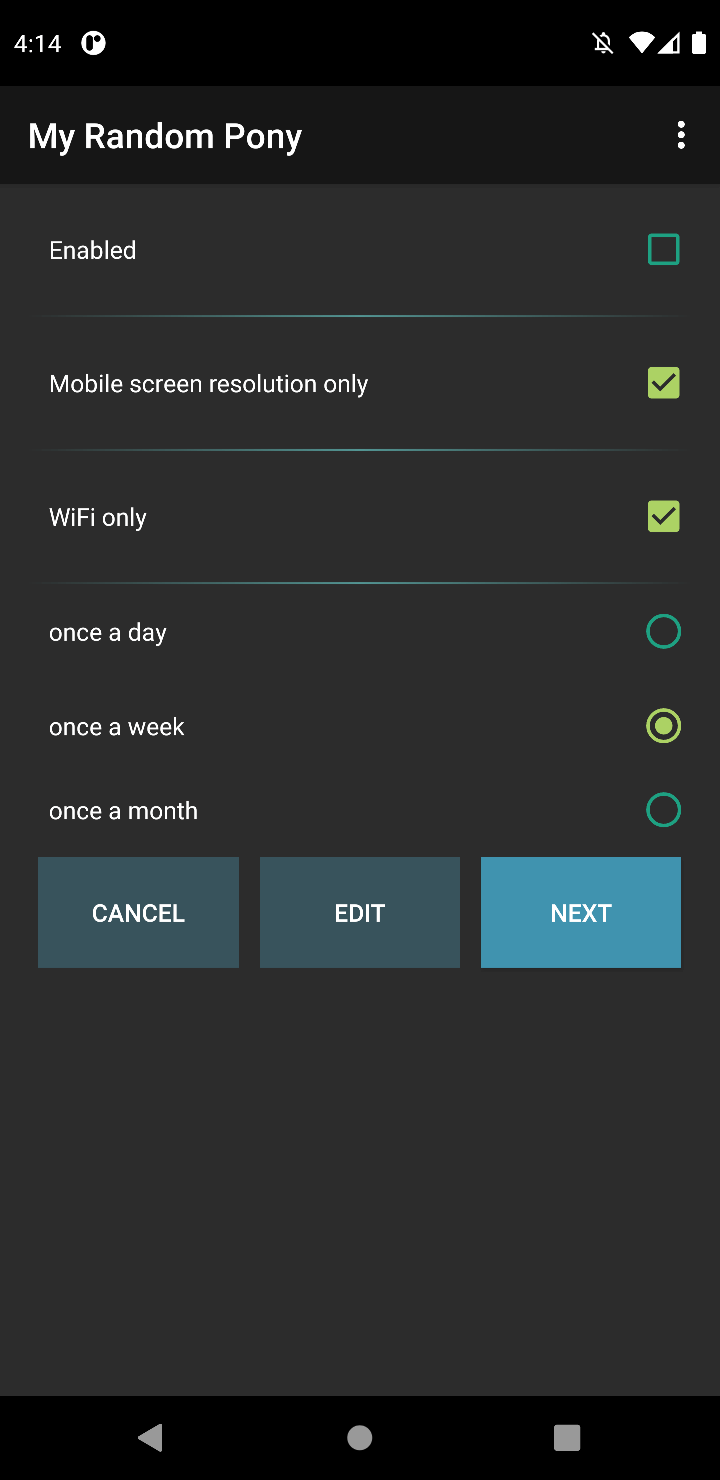 4:14
My Random Pony
Enabled
Mobile screen resolution only
WiFi only
once a day
once a week
once a month
CANCEL
EDIT
NEXT